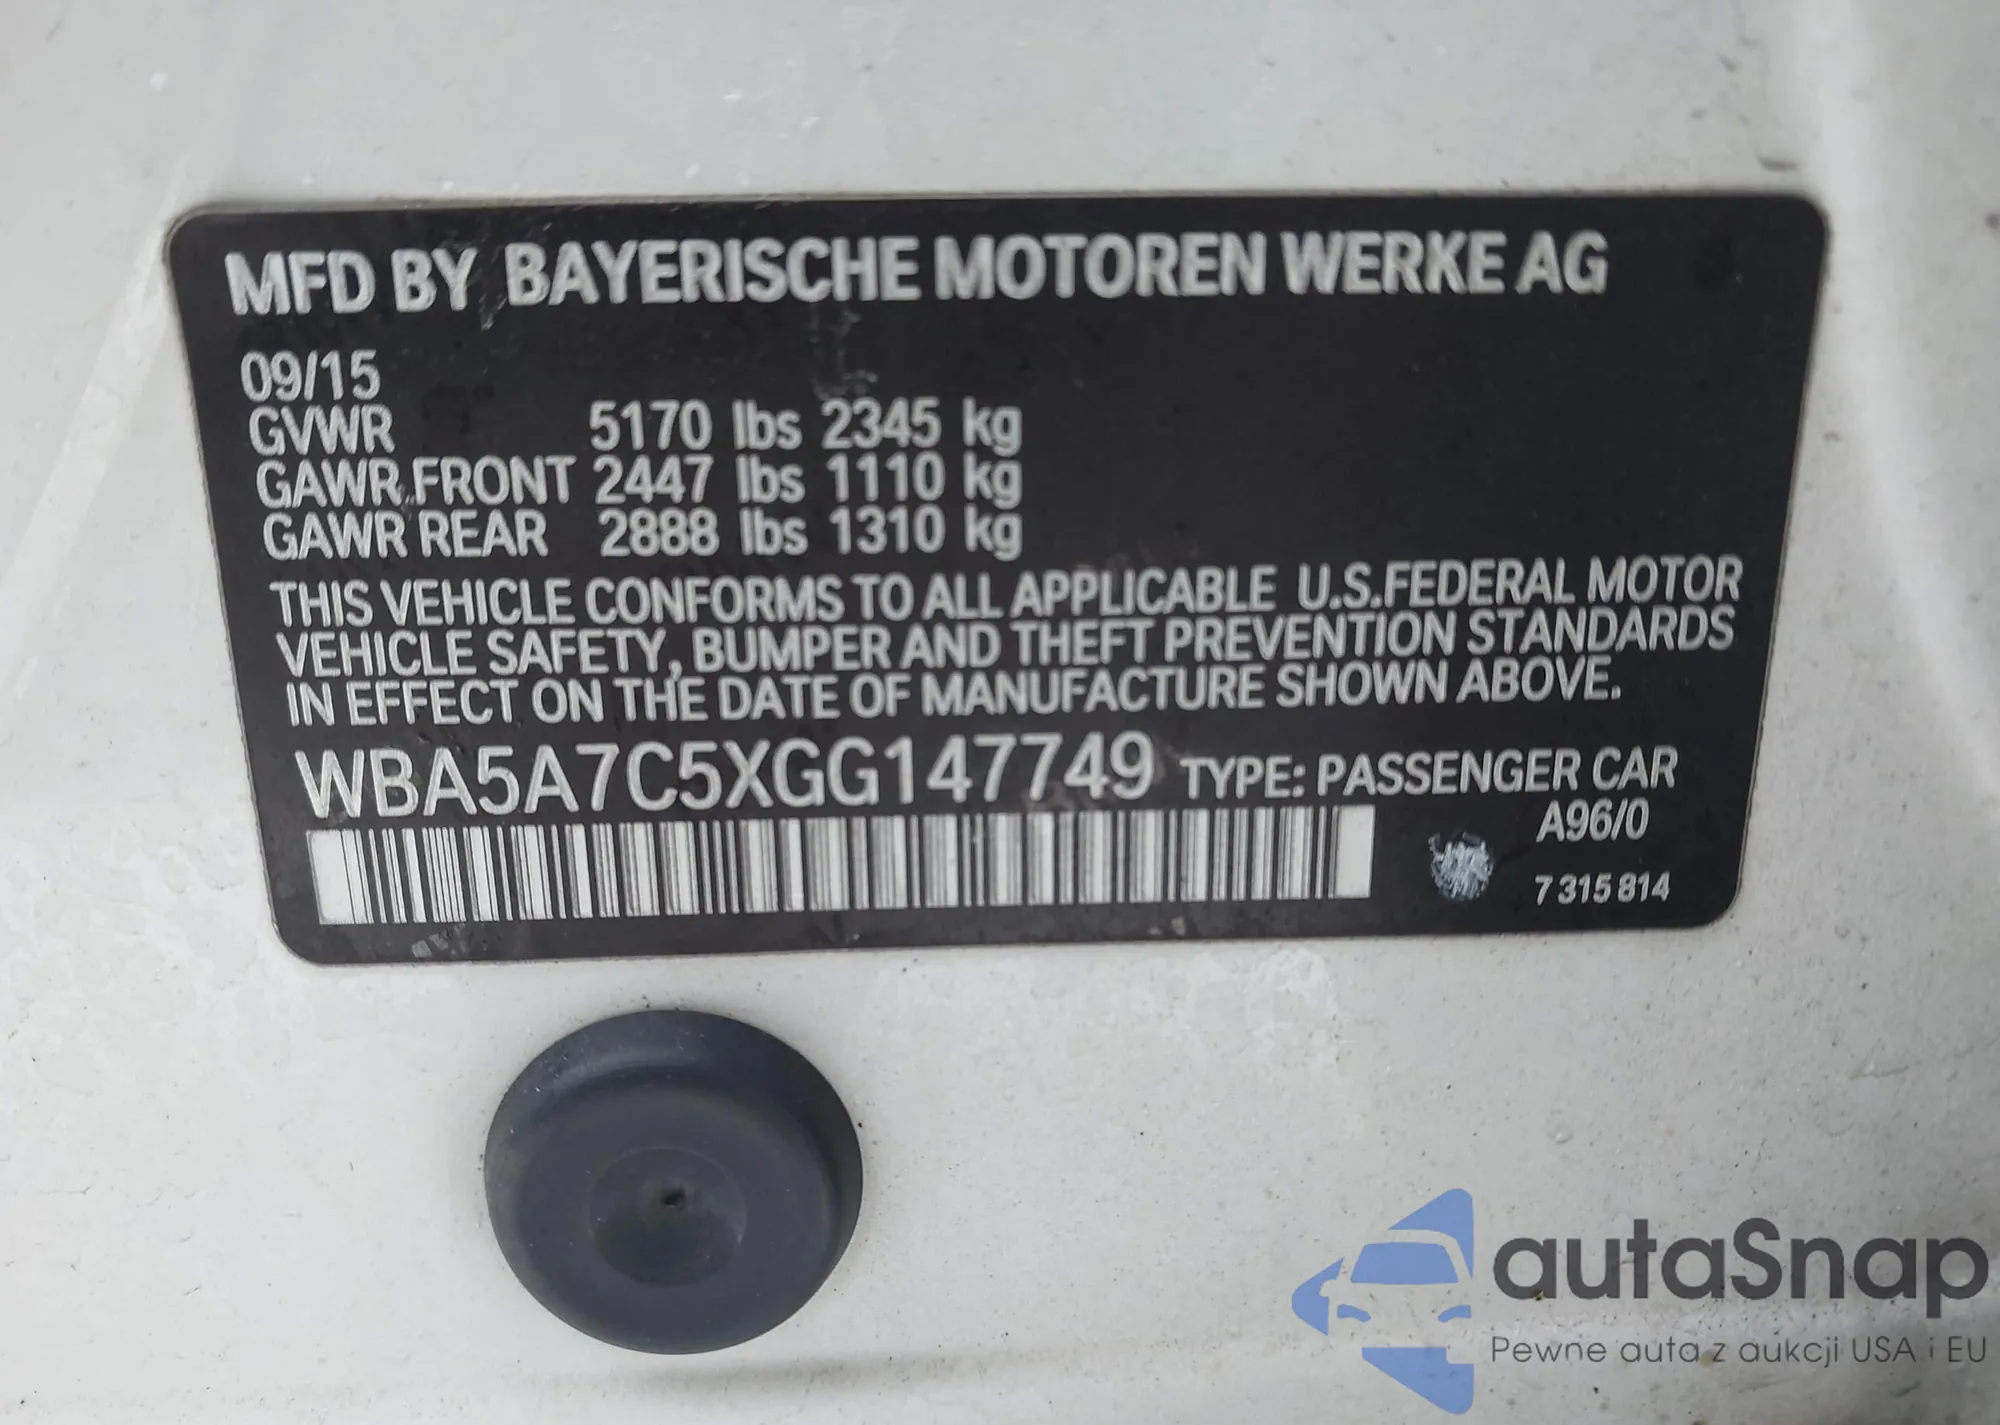 MFD BY BAYERISCHE MOTOREN WERKE AG
09/15
GVWR 5170 lbs 2345 kg
GAWR FRONT 2447 lbs 1110 kg
GAWR REAR 2888 lbs 1310 kg
THIS VEHICLE CONFORMS TO ALL APPLICABLE U.S.FEDERAL MOTOR
VEHICLE SAFETY, BUMPER AND THEFT PREVENTION STANDARDS
IN EFFECT ON THE DATE OF MANUFACTURE SHOWN ABOVE.
WBA5A7C5XGG147749 TYPE: PASSENGER CAR
A96/0
7 315 814
autaSnap
Pewne auta z aukcji USA i EU